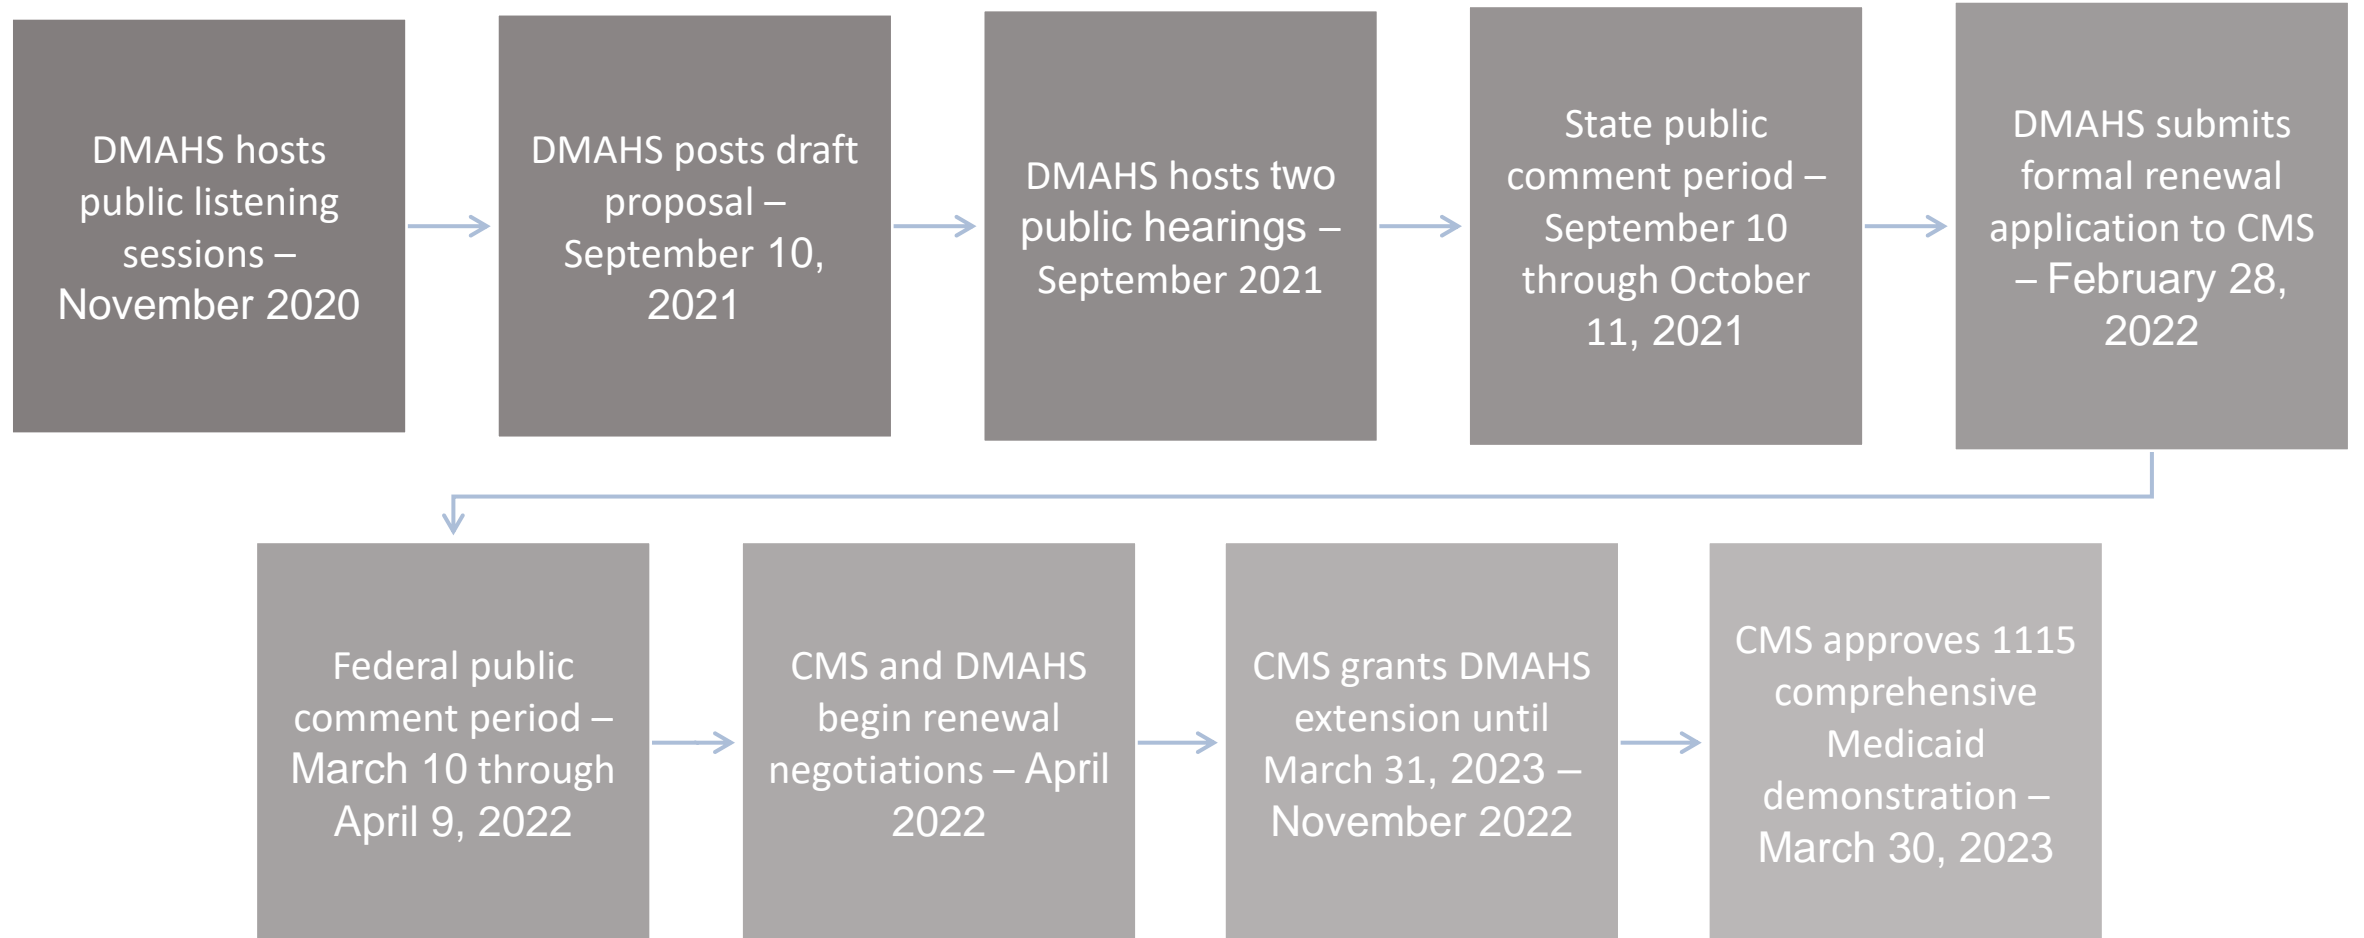 DMAHS hosts
public listening
sessions –
November 2020
DMAHS posts draft
proposal –
September 10,
2021
DMAHS hosts two
public hearings –
September 2021
State public
comment period –
September 10
through October
11, 2021
DMAHS submits
formal renewal
application to CMS
– February 28,
2022
Federal public
comment period –
March 10 through
April 9, 2022
CMS and DMAHS
begin renewal
negotiations – April
2022
CMS grants DMAHS
extension until
March 31, 2023 –
November 2022
CMS approves 1115
comprehensive
Medicaid
demonstration –
March 30, 2023